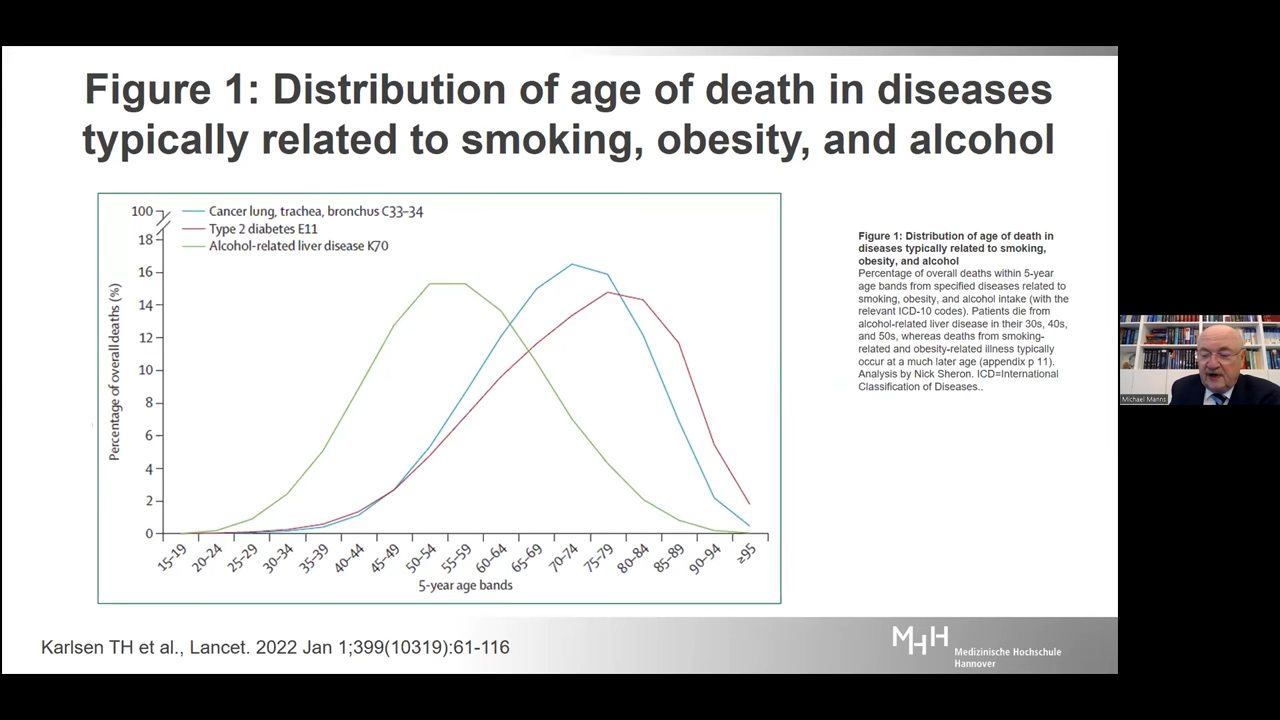 Figure 1: Distribution of age of death in diseases
typically related to smoking, obesity, and alcohol
100
18
16
14
12
10
8
6
4
2
0
Percentage of overall deaths (%)
Cancer lung, trachea, bronchus C33–34
Type 2 diabetes E11
Alcohol-related liver disease K70
15–19
20–24
25–29
30–34
35–39
40–44
45–49
50–54
55–59
60–64
65–69
70–74
75–79
80–84
85–89
90–94
≥95
5-year age bands
Figure 1: Distribution of age of death in
diseases typically related to smoking,
obesity, and alcohol
Percentage of overall deaths within 5-year
age bands from specified diseases related to
smoking, obesity, and alcohol intake (with the
relevant ICD-10 codes). Patients die from
alcohol-related liver disease in their 30s, 40s,
and 50s, whereas deaths from smoking-
related and obesity-related illness typically
occur at a much later age (appendix p 11).
Analysis by Nick Sheron. ICD=International
Classification of Diseases..
Michael Manns
Karlsen TH et al., Lancet. 2022 Jan 1;399(10319):61-116
MHH
Medizinische Hochschule
Hannover